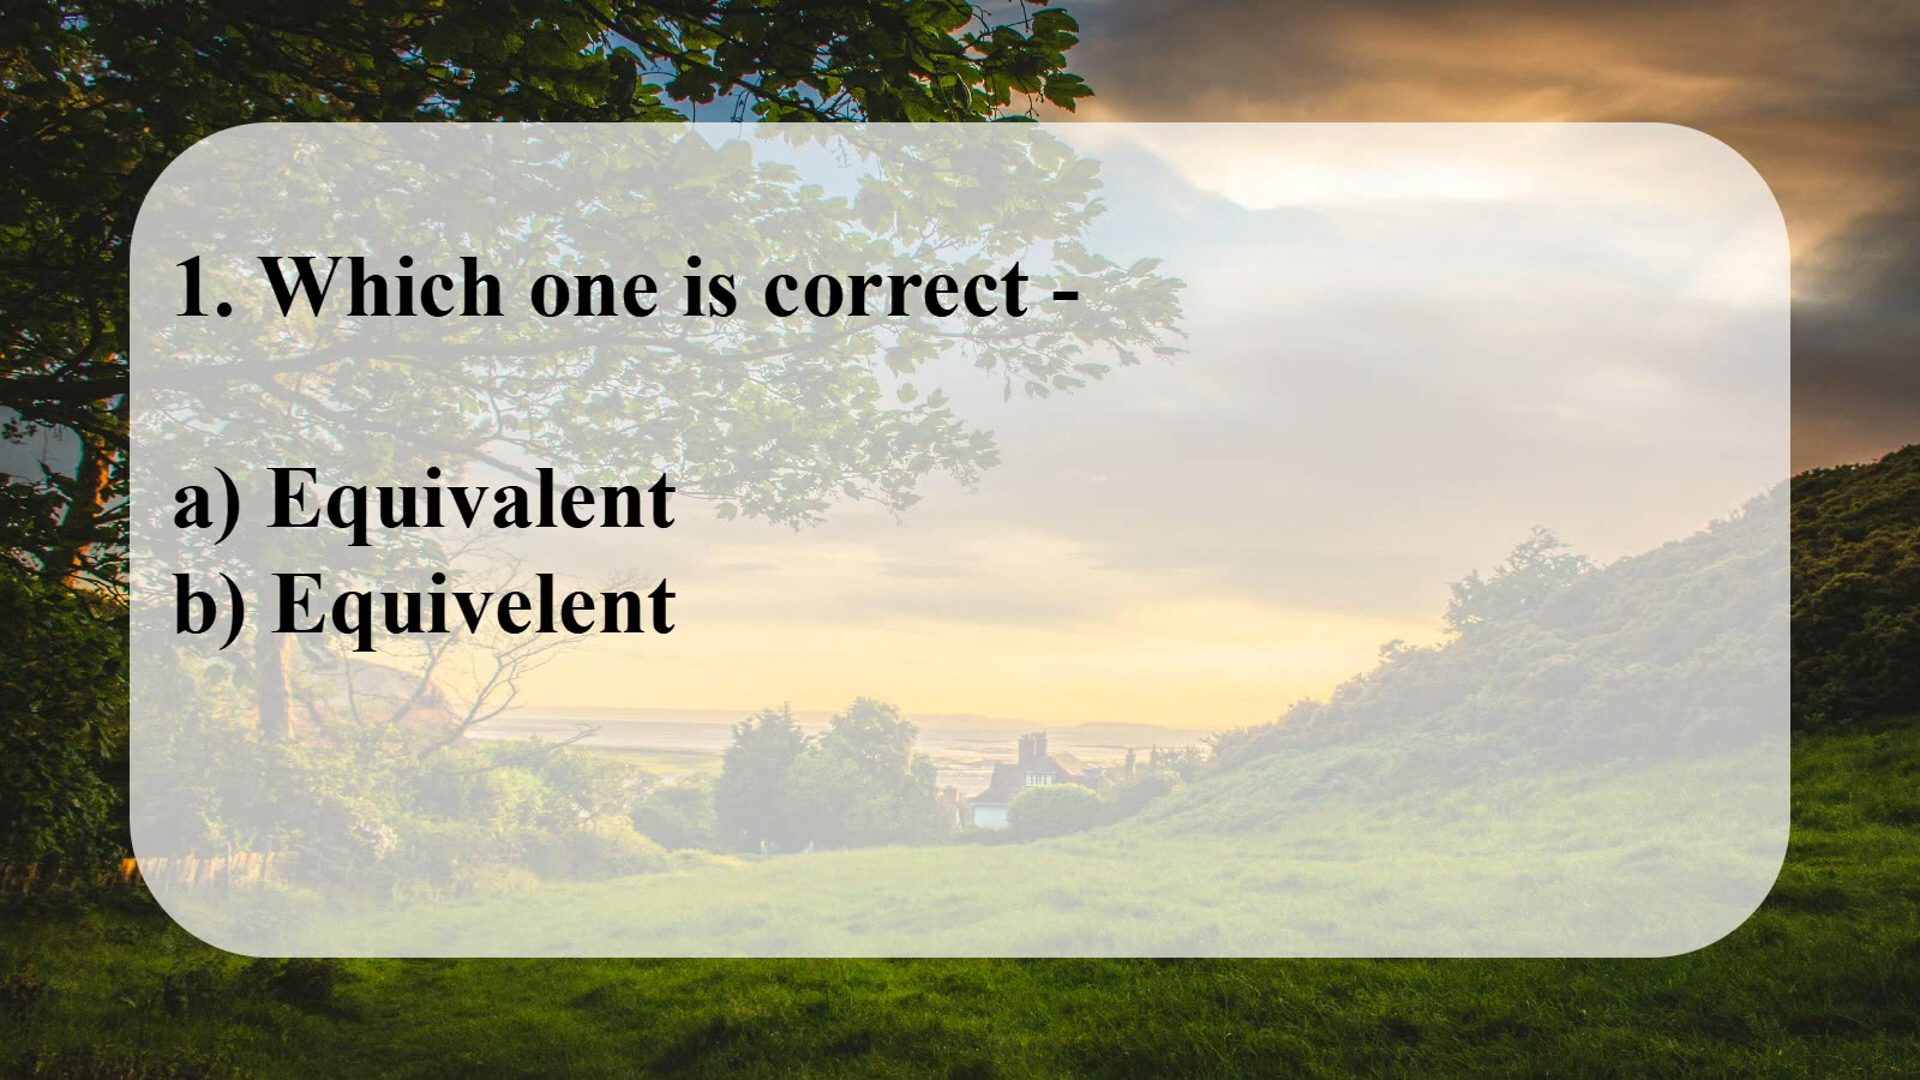 1. Which one is correct -
a) Equivalent
b) Equivelent